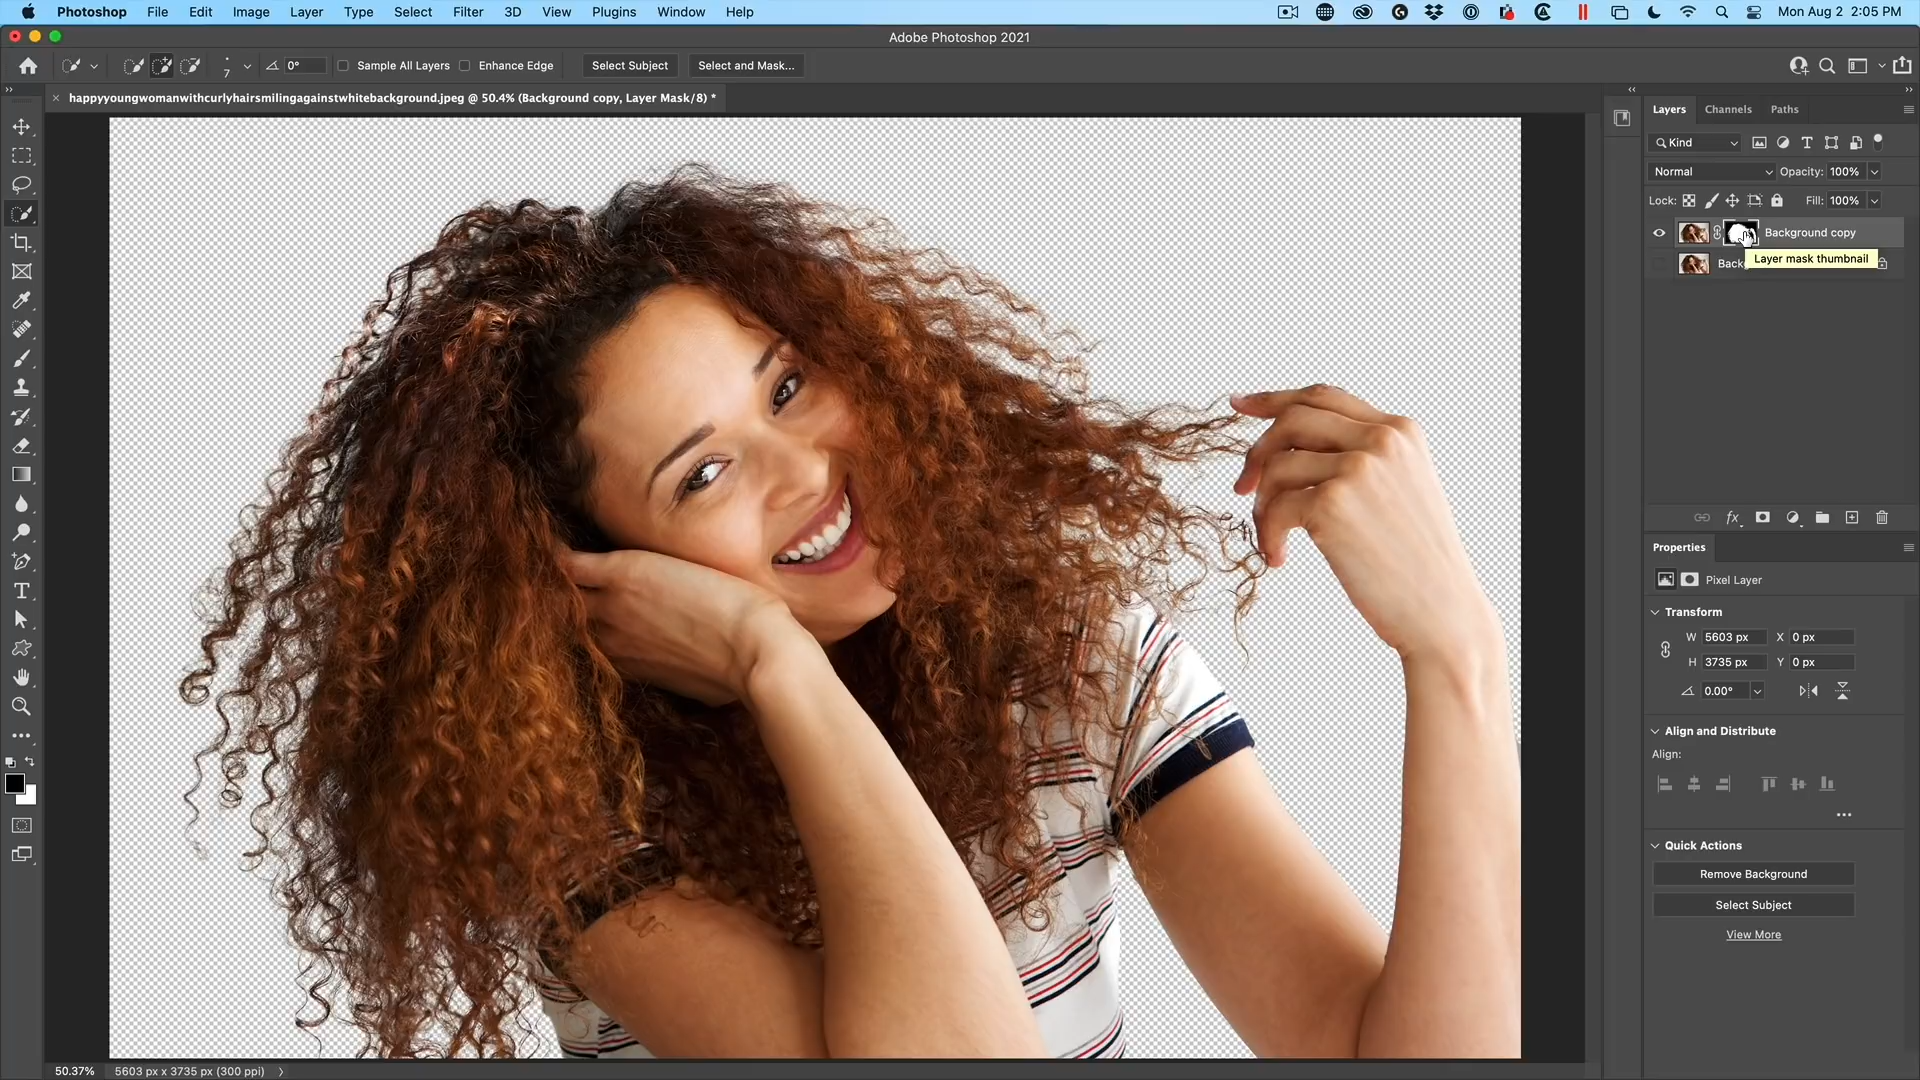 Photoshop File Edit Image Layer Type Select Filter 3D View Plugins Window Help Mon Aug 2 2:05 PM
Adobe Photoshop 2021
7 0° Sample All Layers Enhance Edge Select Subject Select and Mask...
happyyoungwomanwithcurlyhairsmilingagainstwhitebackground.jpeg @ 50.4% (Background copy, Layer Mask/8) *
Layers Channels Paths
Kind
Normal Opacity: 100%
Lock: Fill: 100%
Background copy
Layer mask thumbnail
Back
fx
Properties
Pixel Layer
Transform
W 5603 px X 0 px
H 3735 px Y 0 px
0.00°
Align and Distribute
Align:
Quick Actions
Remove Background
Select Subject
View More
50.37% 5603 px x 3735 px (300 ppi)